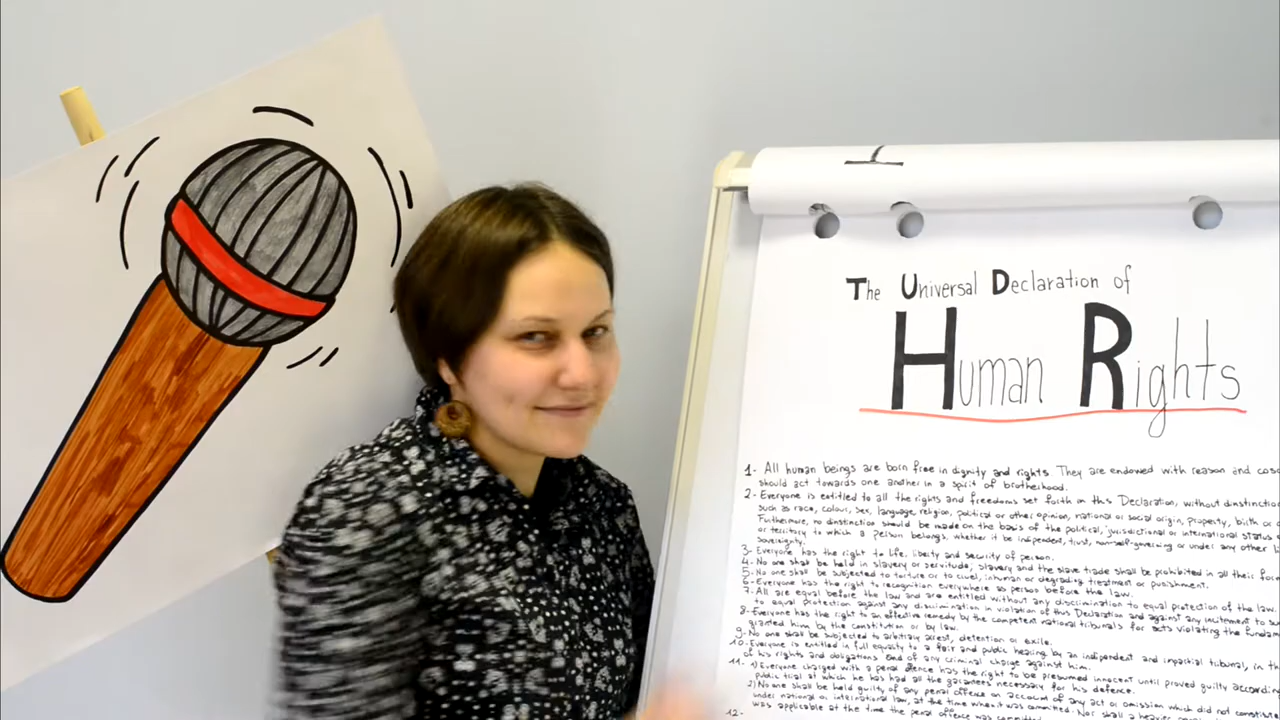 The Universal Declaration of
Human Rights
1- All human beings are born free in dignity and rights. They are endowed with reason and
should act towards one another in a spirit of brotherhood.
2- Everyone is entitled to all the rights and freedoms set forth in this Declaration, without
such as race, colour, sex, language, religion, political or other opinion, national or social origin, property, birth or
Furthermore, no distinction should be made on the basis of the political, jurisdictional or international status
or territory to which a person belongs, whether it be independent, trust, non-self-governing or under any other
sovereignty.
3- Everyone has the right to life, liberty and security of person.
4- No one shall be held in slavery or servitude; slavery and the slave trade shall be prohibited in all their
5- No one shall be subjected to torture or to cruel, inhuman or degrading treatment or punishment.
6- Everyone has the right to recognition everywhere as person before the law.
7- All are equal before the law and are entitled without any discrimination to equal protection of the law.
to equal protection against any discrimination in violation of this Declaration and against any incitement to
8- Everyone has the right to an effective remedy by the competent national tribunals for acts violating the
granted him by the constitution or by law.
9- No one shall be subjected to arbitrary arrest, detention or exile.
10- Everyone is entitled in full equality to a fair and public hearing by an independent and impartial tribunal, in
of his rights and obligations and of any criminal charge against him.
11- 1) Everyone charged with a penal offence has the right to be presumed innocent until proved guilty
public trial at which he has had all the garantees necessary for his defence.
2) No one shall be held guilty of any penal offence on account of any act or omission which did not
under national or international law, at the time when it was committed. Nor shall a heavier
was applicable at the time the penal offence was committed
12-